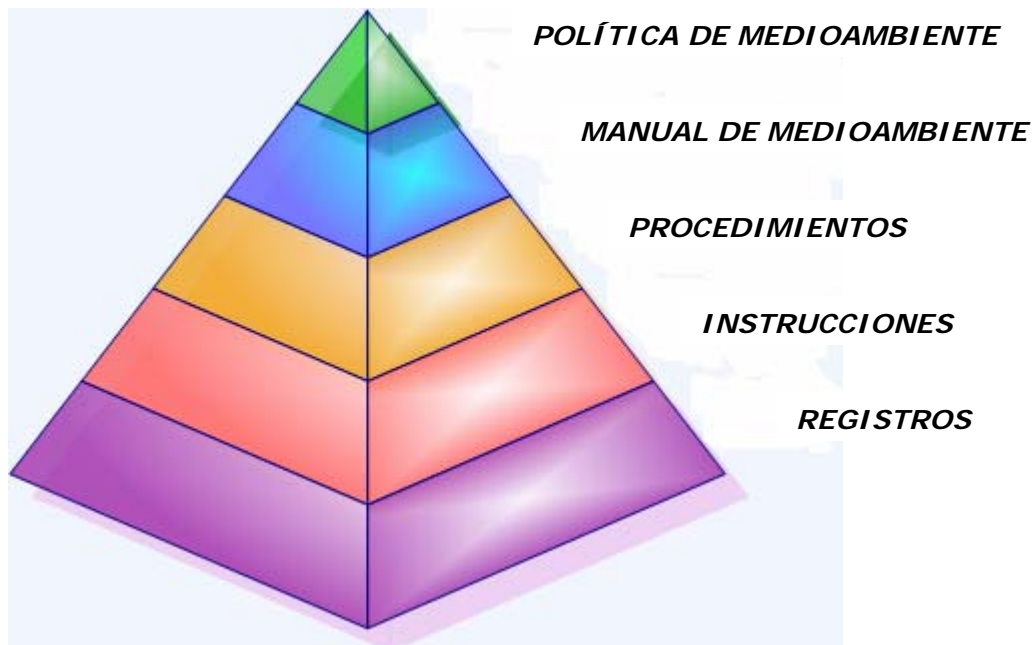 POLÍTICA DE MEDIOAMBIENTE
MANUAL DE MEDIOAMBIENTE
PROCEDIMIENTOS
INSTRUCCIONES
REGISTROS